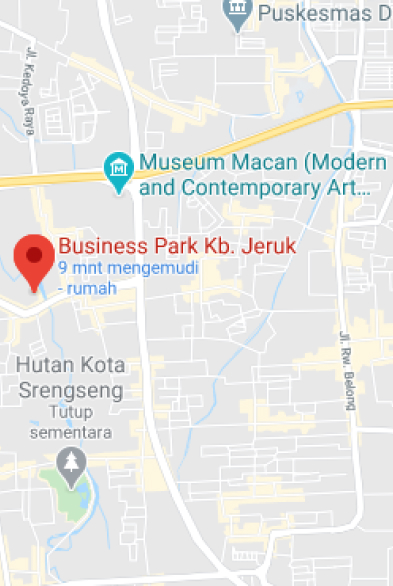 Puskesmas D
Jl. Kedoya Raya
Museum Macan (Modern
and Contemporary Art...
Business Park Kb. Jeruk
9 mnt mengemudi
- rumah
Jl. Rw. Belong
Hutan Kota
Srengseng
Tutup
sementara